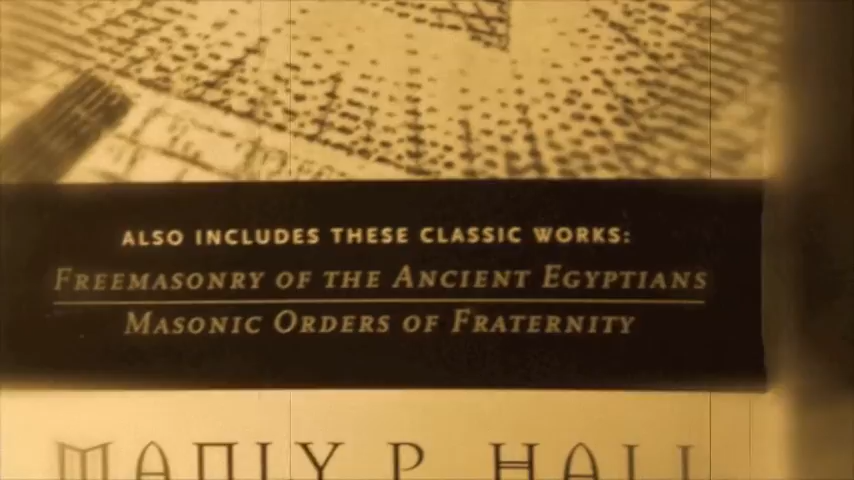 ALSO INCLUDES THESE CLASSIC WORKS:
FREEMASONRY OF THE ANCIENT EGYPTIANS
MASONIC ORDERS OF FRATERNITY
MANLY P. HALL